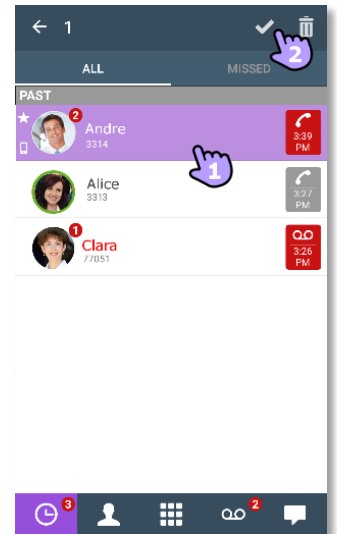 1
2
ALL MISSED
PAST
2
Andre
3314
3:39
PM
1
Alice
3313
3:27
PM
1
Clara
77051
3:26
PM
3 2